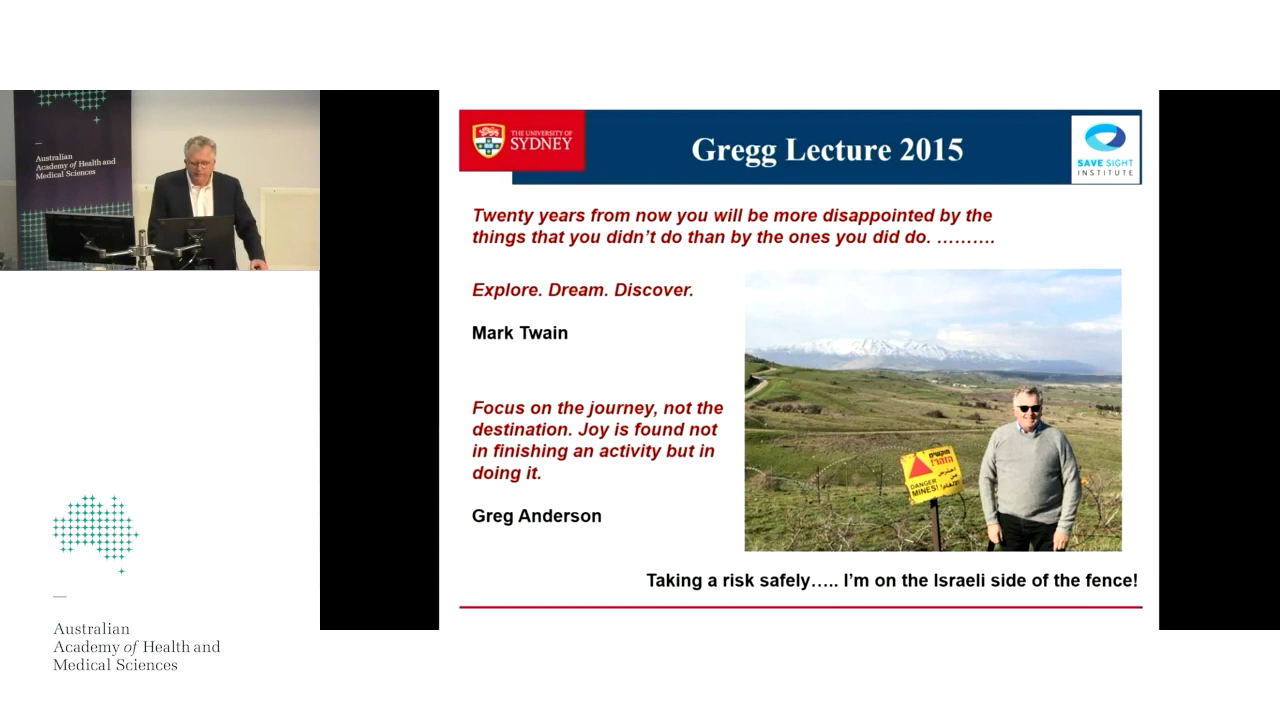 Australian
Academy of Health and
Medical Sciences
THE UNIVERSITY OF
SYDNEY
Gregg Lecture 2015
SAVE SIGHT
INSTITUTE
Twenty years from now you will be more disappointed by the
things that you didn’t do than by the ones you did do. ……….
Explore. Dream. Discover.
Mark Twain
Focus on the journey, not the
destination. Joy is found not
in finishing an activity but in
doing it.
Greg Anderson
מוקשים
הזהר!
DANGER
MINES!
Taking a risk safely….. I’m on the Israeli side of the fence!
Australian
Academy of Health and
Medical Sciences